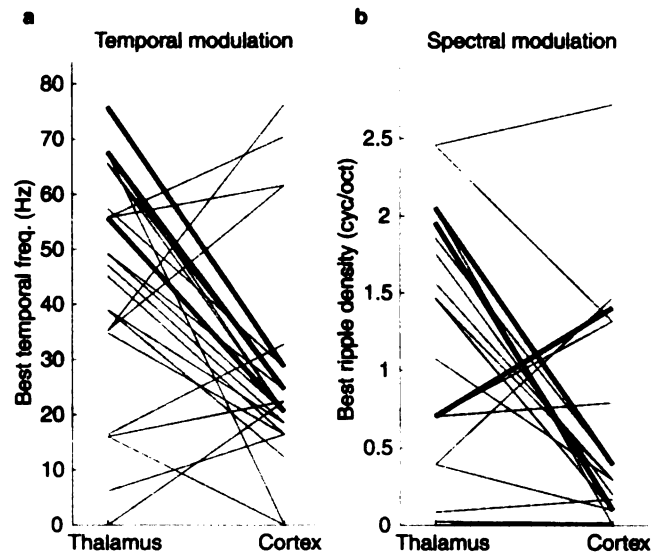 a
Temporal modulation
Best temporal freq. (Hz)
80
70
60
50
40
30
20
10
0
Thalamus
Cortex
b
Spectral modulation
Best ripple density (cyc/oct)
2.5
2
1.5
1
0.5
0
Thalamus
Cortex